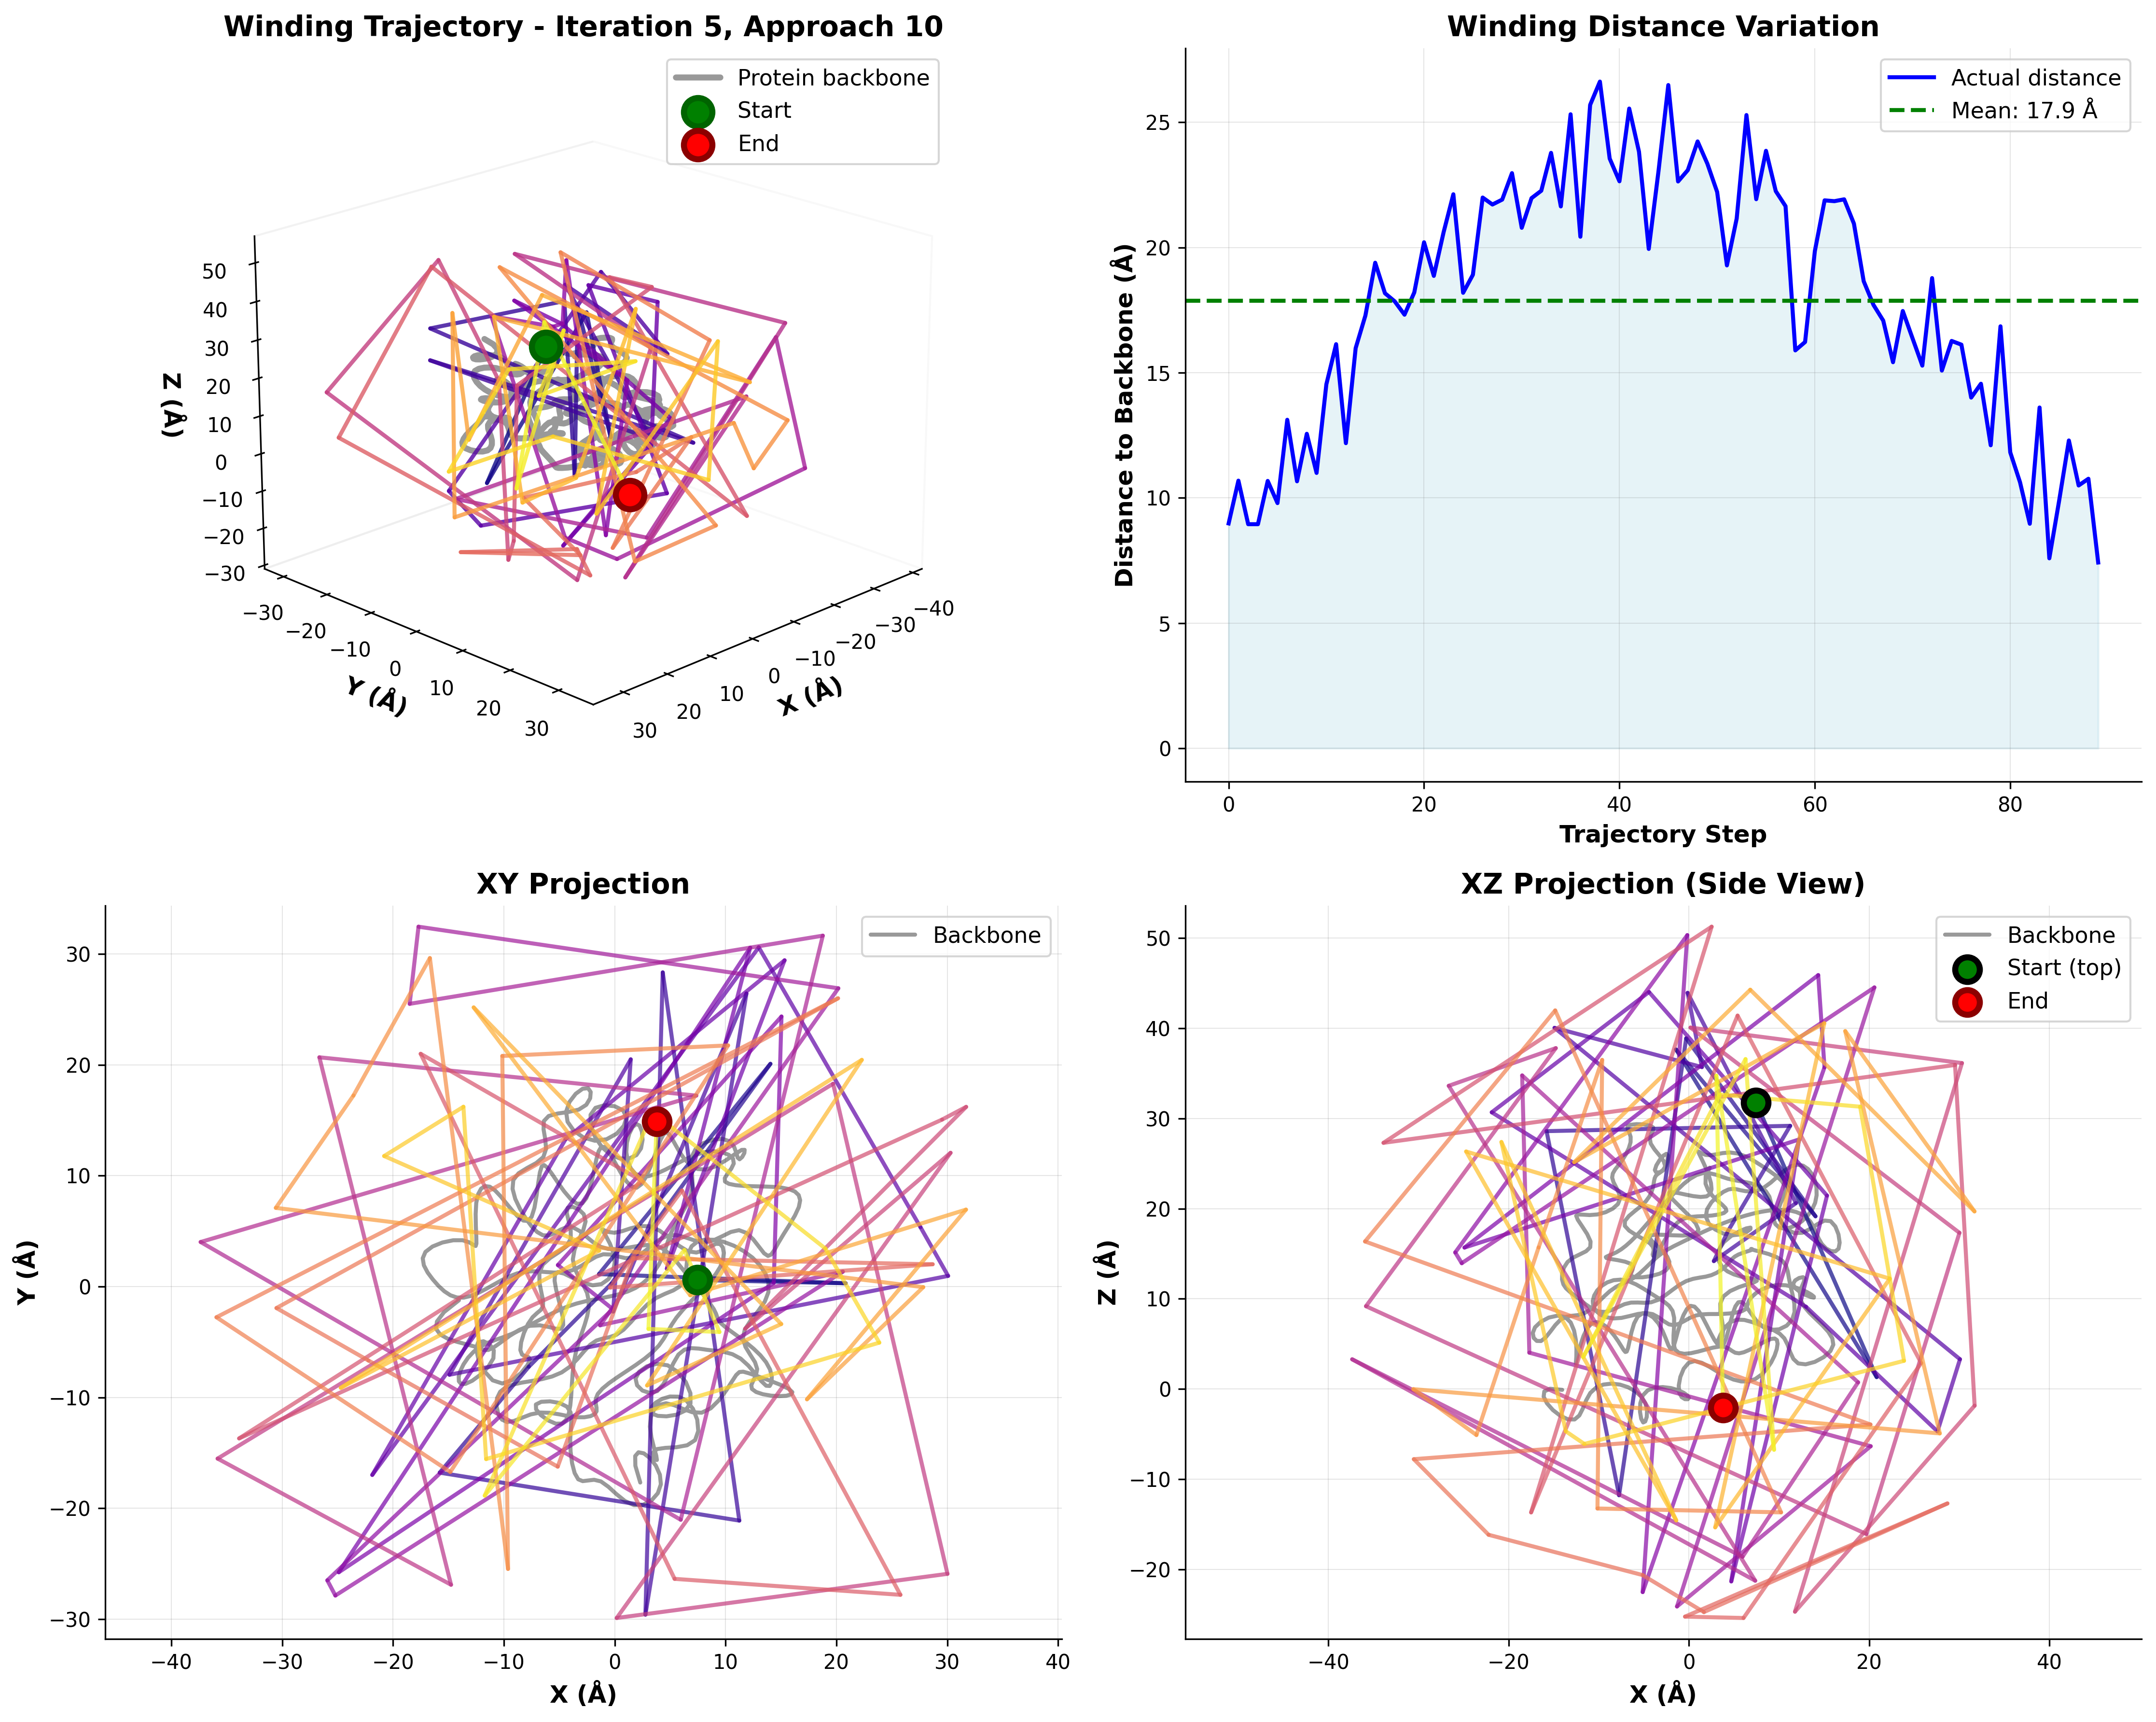 Winding Trajectory - Iteration 5, Approach 10
Protein backbone
Start
End
50
40
30
20
10
0
−10
−20
−30
Z (Å)
−30
−20
−10
0
10
20
30
Y (Å)
30
20
10
0
−10
−20
−30
−40
X (Å)
Winding Distance Variation
Actual distance
Mean: 17.9 Å
25
20
15
10
5
0
Distance to Backbone (Å)
0
20
40
60
80
Trajectory Step
XY Projection
Backbone
30
20
10
0
−10
−20
−30
Y (Å)
−40
−30
−20
−10
0
10
20
30
40
X (Å)
XZ Projection (Side View)
Backbone
Start (top)
End
50
40
30
20
10
0
−10
−20
Z (Å)
−40
−20
0
20
40
X (Å)